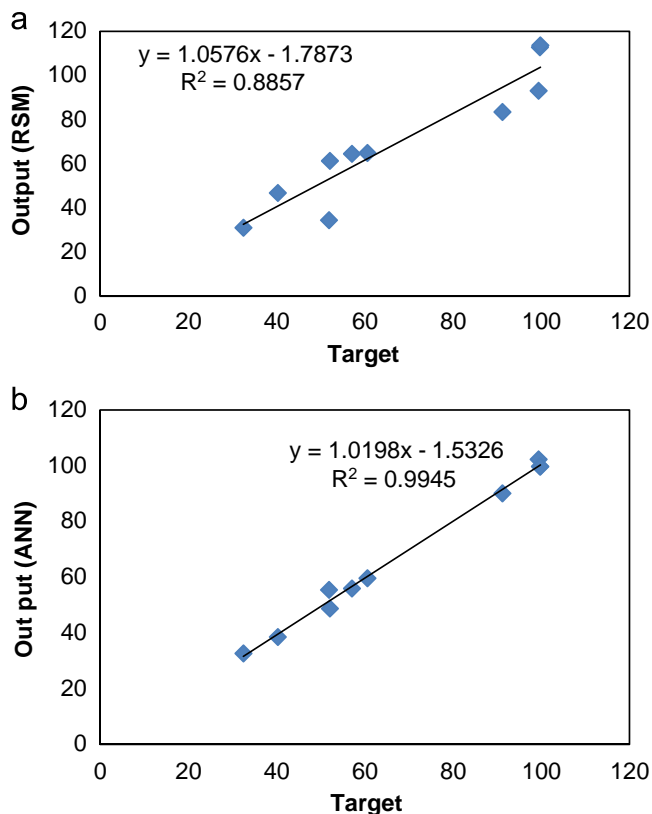 a
y = 1.0576x - 1.7873
R² = 0.8857
Output (RSM)
120
100
80
60
40
20
0
0 20 40 60 80 100 120
Target
b
y = 1.0198x - 1.5326
R² = 0.9945
Out put (ANN)
120
100
80
60
40
20
0
0 20 40 60 80 100 120
Target